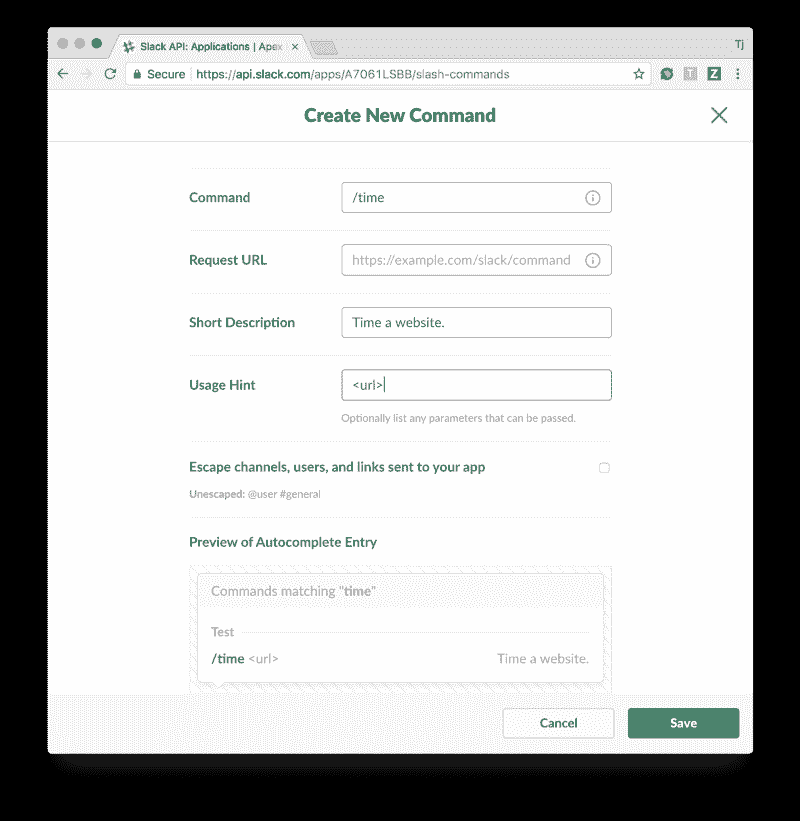 Slack API: Applications | Apex
Tj
Secure https://api.slack.com/apps/A7061LSBB/slash-commands
Create New Command
Command /time
Request URL https://example.com/slack/command
Short Description Time a website.
Usage Hint <url>
Optionally list any parameters that can be passed.
Escape channels, users, and links sent to your app
Unescaped: @user #general
Preview of Autocomplete Entry
Commands matching "time"
Test
/time <url> Time a website.
Cancel Save